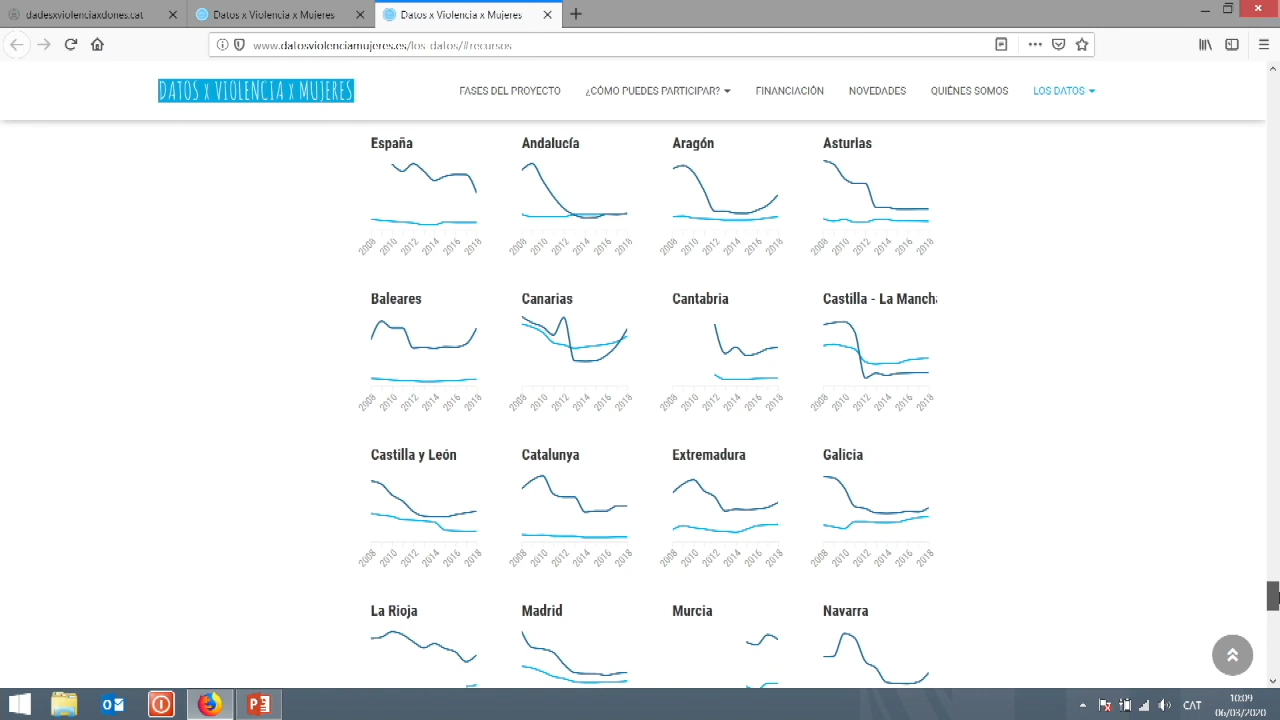 dadesxviolenciaxdones.cat
Datos x Violencia x Mujeres
Datos x Violencia x Mujeres
www.datosviolenciamujeres.es/los-datos/#recursos
DATOS x VIOLENCIA x MUJERES
FASES DEL PROYECTO
¿CÓMO PUEDES PARTICIPAR?
FINANCIACIÓN
NOVEDADES
QUIÉNES SOMOS
LOS DATOS
España Andalucía Aragón Asturias
2008 2010 2012 2014 2016 2018 2008 2010 2012 2014 2016 2018 2008 2010 2012 2014 2016 2018 2008 2010 2012 2014 2016 2018
Baleares Canarias Cantabria Castilla - La Mancha
2008 2010 2012 2014 2016 2018 2008 2010 2012 2014 2016 2018 2008 2010 2012 2014 2016 2018 2008 2010 2012 2014 2016 2018
Castilla y León Catalunya Extremadura Galicia
2008 2010 2012 2014 2016 2018 2008 2010 2012 2014 2016 2018 2008 2010 2012 2014 2016 2018 2008 2010 2012 2014 2016 2018
La Rioja Madrid Murcia Navarra
CAT
10:09
06/03/2020